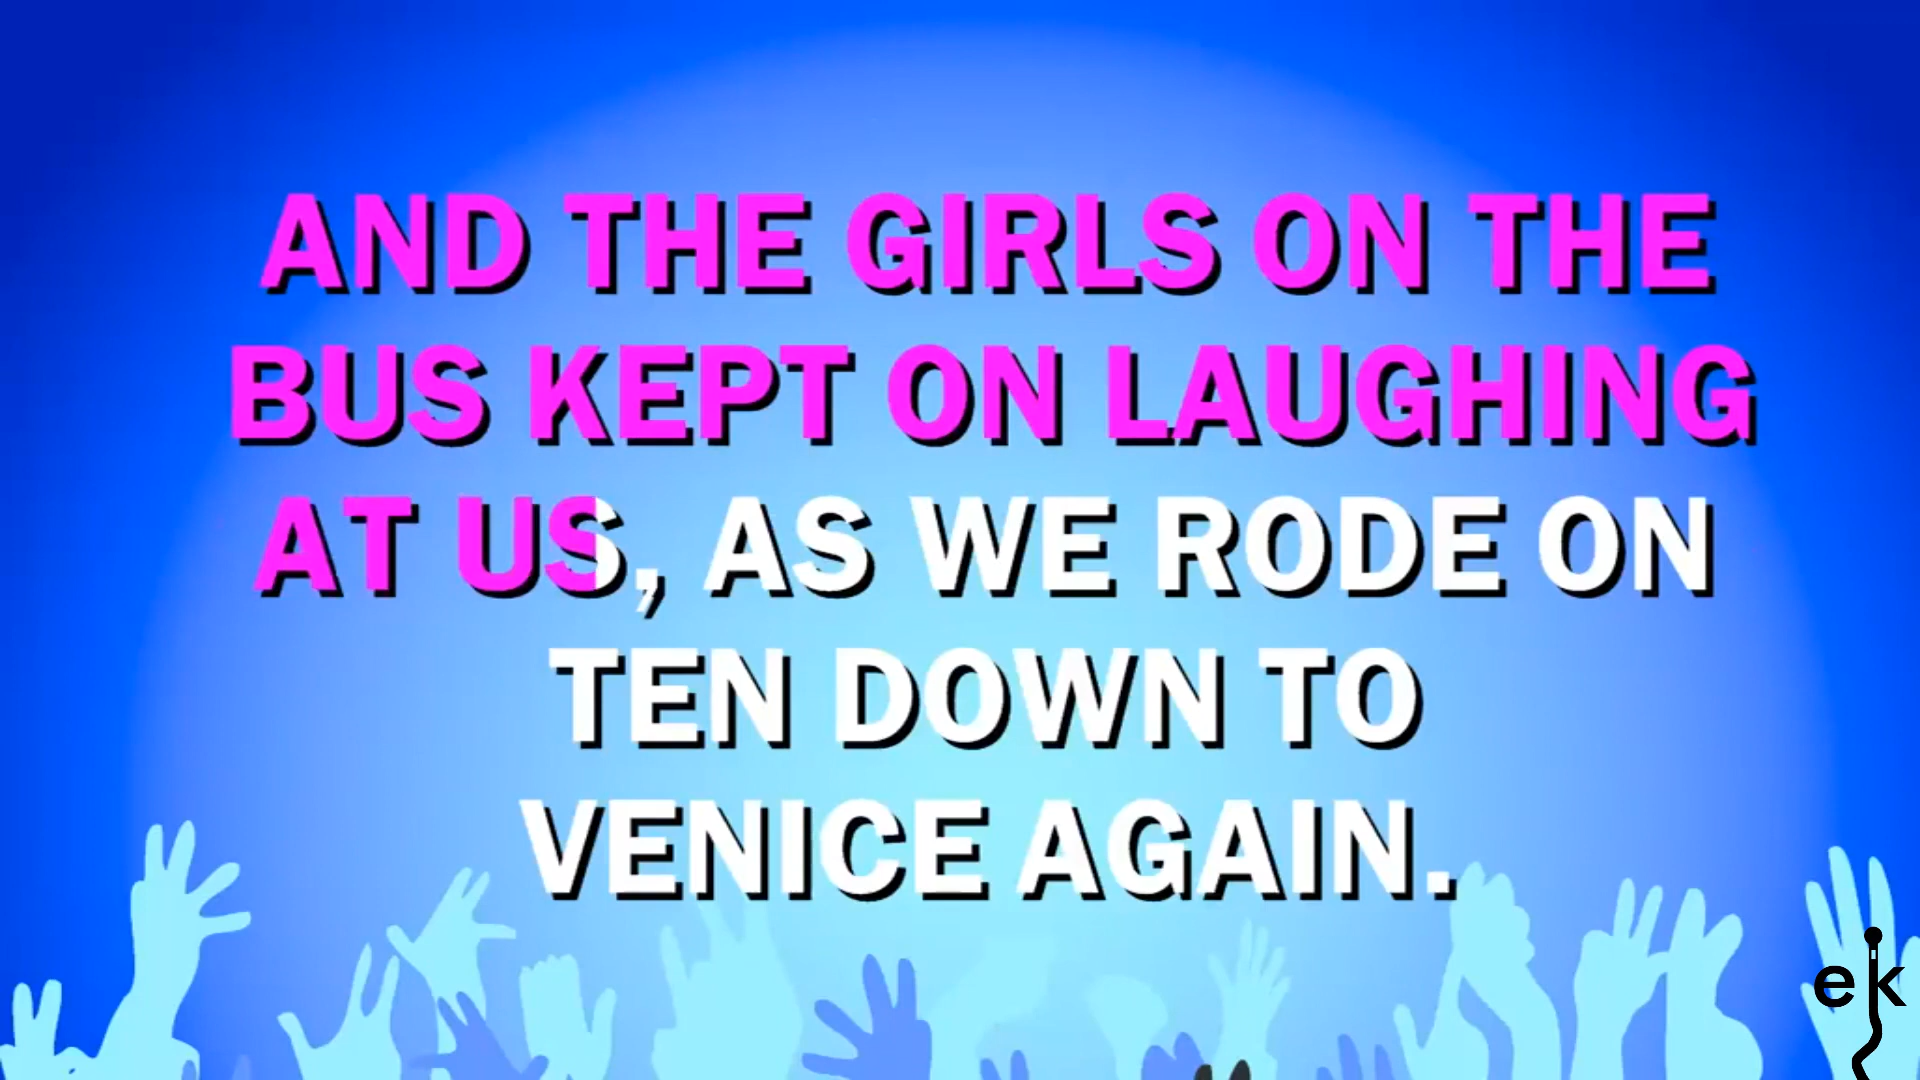 AND THE GIRLS ON THE
BUS KEPT ON LAUGHING
AT US, AS WE RODE ON
TEN DOWN TO
VENICE AGAIN.
ek